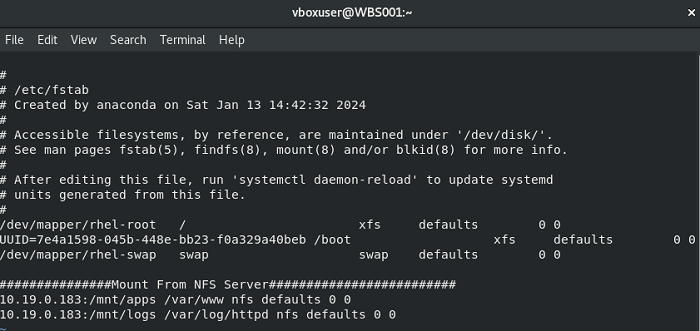 vboxuser@WBS001:~
File Edit View Search Terminal Help
#
# /etc/fstab
# Created by anaconda on Sat Jan 13 14:42:32 2024
#
# Accessible filesystems, by reference, are maintained under '/dev/disk/'.
# See man pages fstab(5), findfs(8), mount(8) and/or blkid(8) for more info.
#
# After editing this file, run 'systemctl daemon-reload' to update systemd
# units generated from this file.
#
/dev/mapper/rhel-root   /                       xfs     defaults        0 0
UUID=7e4a1598-045b-448e-bb23-f0a329a40beb /boot                   xfs     defaults        0 0
/dev/mapper/rhel-swap   swap                    swap    defaults        0 0
###############Mount From NFS Server#########################
10.19.0.183:/mnt/apps /var/www nfs defaults 0 0
10.19.0.183:/mnt/logs /var/log/httpd nfs defaults 0 0
~